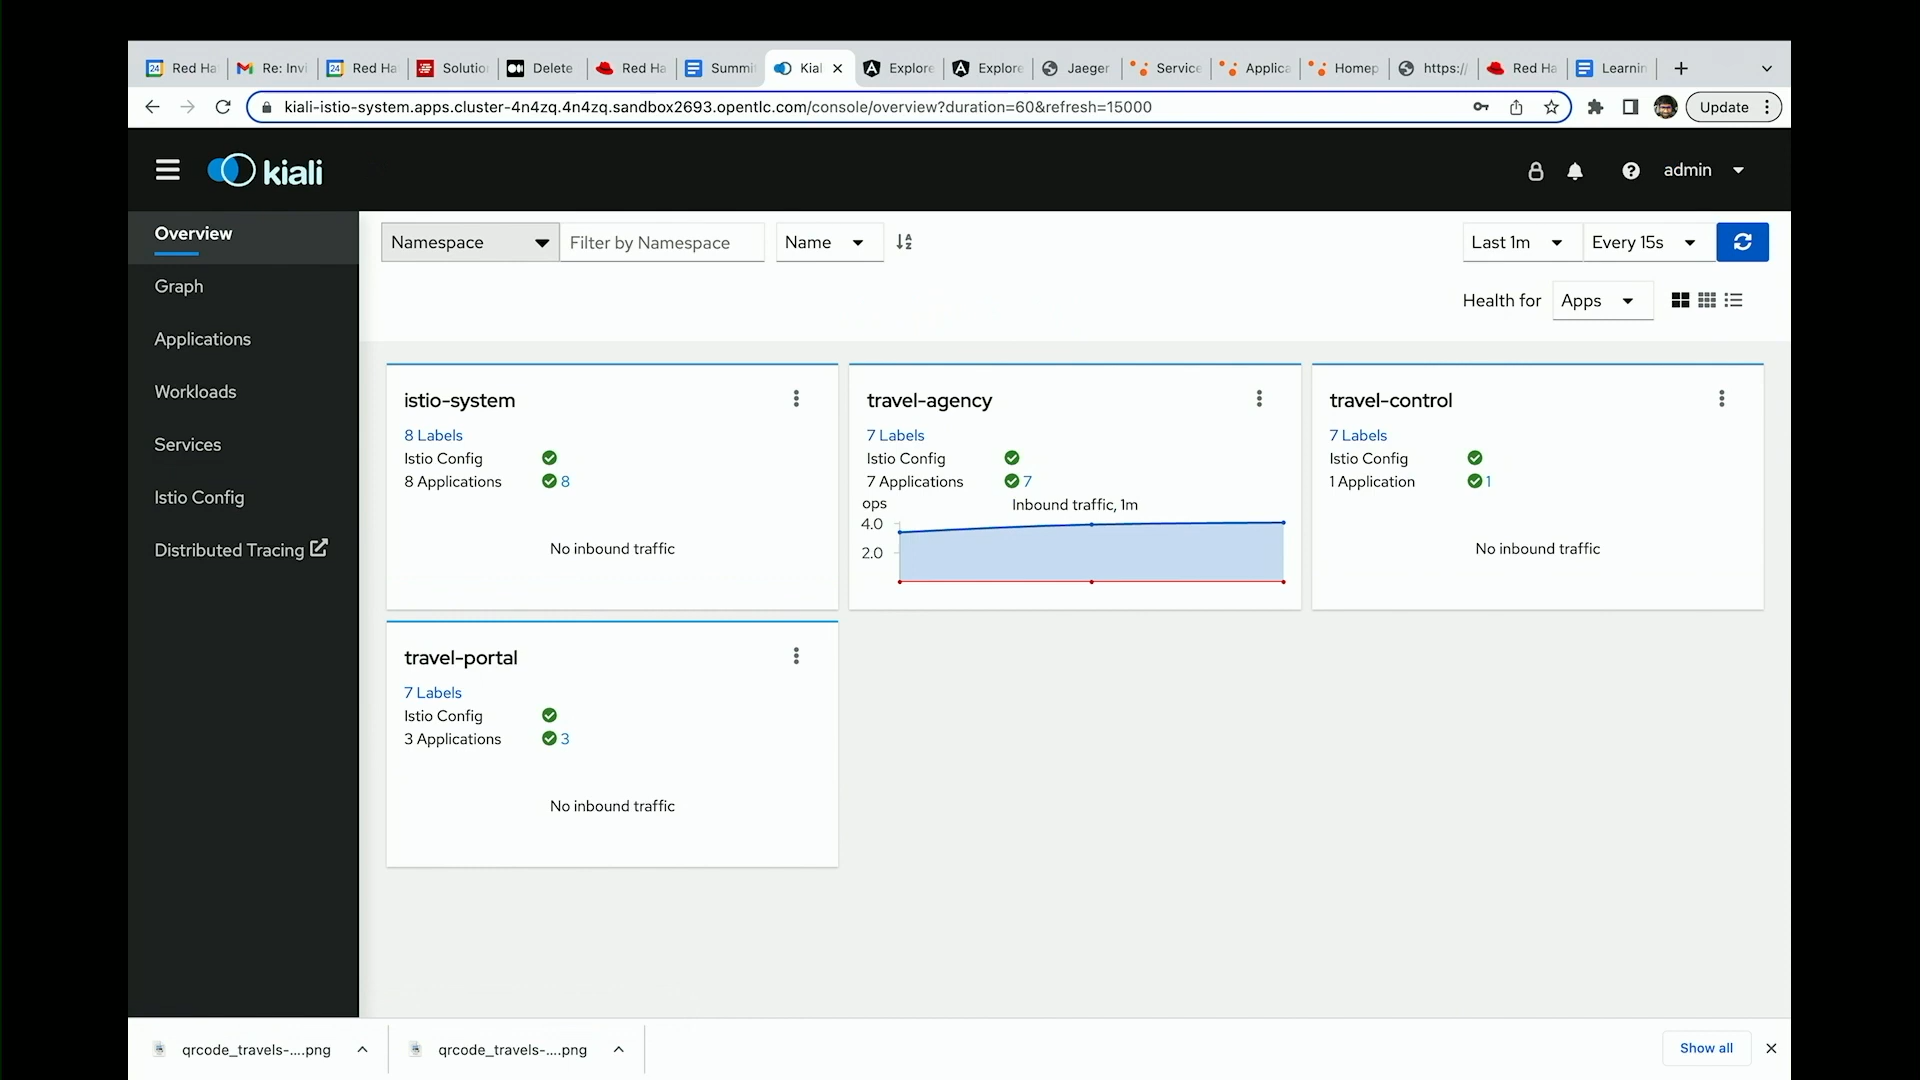 Red Ha
Re: Invi
Red Ha
Solutio
Delete
Red Ha
Summi
Kial
Explore
Explore
Jaeger
Service
Applica
Homep
https:/
Red Ha
Learnin
kiali-istio-system.apps.cluster-4n4zq.4n4zq.sandbox2693.opentlc.com/console/overview?duration=60&refresh=15000
Update
kiali
admin
Overview
Graph
Applications
Workloads
Services
Istio Config
Distributed Tracing
Namespace
Filter by Namespace
Name
Last 1m
Every 15s
Health for
Apps
istio-system
8 Labels
Istio Config
8 Applications 8
No inbound traffic
travel-agency
7 Labels
Istio Config
7 Applications 7
ops
Inbound traffic, 1m
4.0
2.0
travel-control
7 Labels
Istio Config
1 Application 1
No inbound traffic
travel-portal
7 Labels
Istio Config
3 Applications 3
No inbound traffic
qrcode_travels-....png
qrcode_travels-....png
Show all